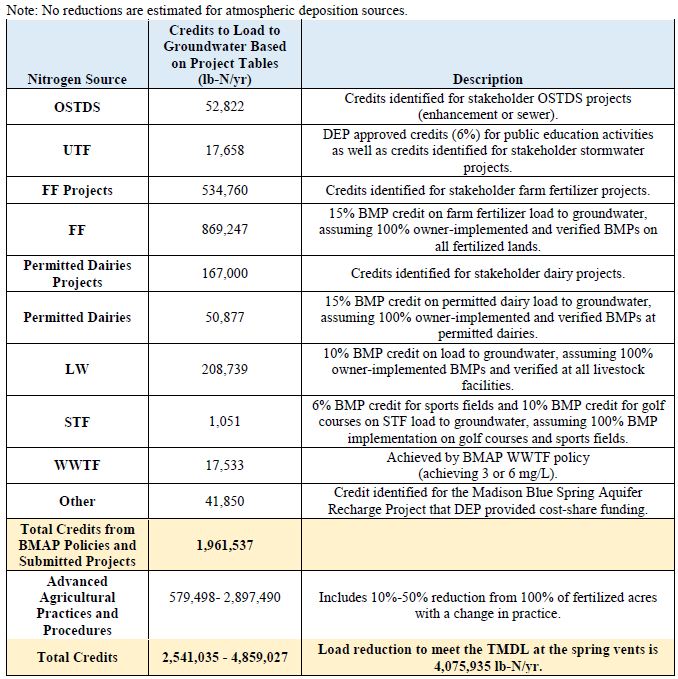 Note: No reductions are estimated for atmospheric deposition sources.
Nitrogen Source
Credits to Load to
Groundwater Based
on Project Tables
(lb-N/yr)
Description
OSTDS
52,822
Credits identified for stakeholder OSTDS projects
(enhancement or sewer).
UTF
17,658
DEP approved credits (6%) for public education activities
as well as credits identified for stakeholder stormwater
projects.
FF Projects
534,760
Credits identified for stakeholder farm fertilizer projects.
FF
869,247
15% BMP credit on farm fertilizer load to groundwater,
assuming 100% owner-implemented and verified BMPs on
all fertilized lands.
Permitted Dairies
Projects
167,000
Credits identified for stakeholder dairy projects.
Permitted Dairies
50,877
15% BMP credit on permitted dairy load to groundwater,
assuming 100% owner-implemented and verified BMPs at
permitted dairies.
LW
208,739
10% BMP credit on load to groundwater, assuming 100%
owner-implemented BMPs and verified at all livestock
facilities.
STF
1,051
6% BMP credit for sports fields and 10% BMP credit for golf
courses on STF load to groundwater, assuming 100% BMP
implementation on golf courses and sports fields.
WWTF
17,533
Achieved by BMAP WWTF policy
(achieving 3 or 6 mg/L).
Other
41,850
Credit identified for the Madison Blue Spring Aquifer
Recharge Project that DEP provided cost-share funding.
Total Credits from
BMAP Policies and
Submitted Projects
1,961,537
Advanced
Agricultural
Practices and
Procedures
579,498- 2,897,490
Includes 10%-50% reduction from 100% of fertilized acres
with a change in practice.
Total Credits
2,541,035 - 4,859,027
Load reduction to meet the TMDL at the spring vents is
4,075,935 lb-N/yr.